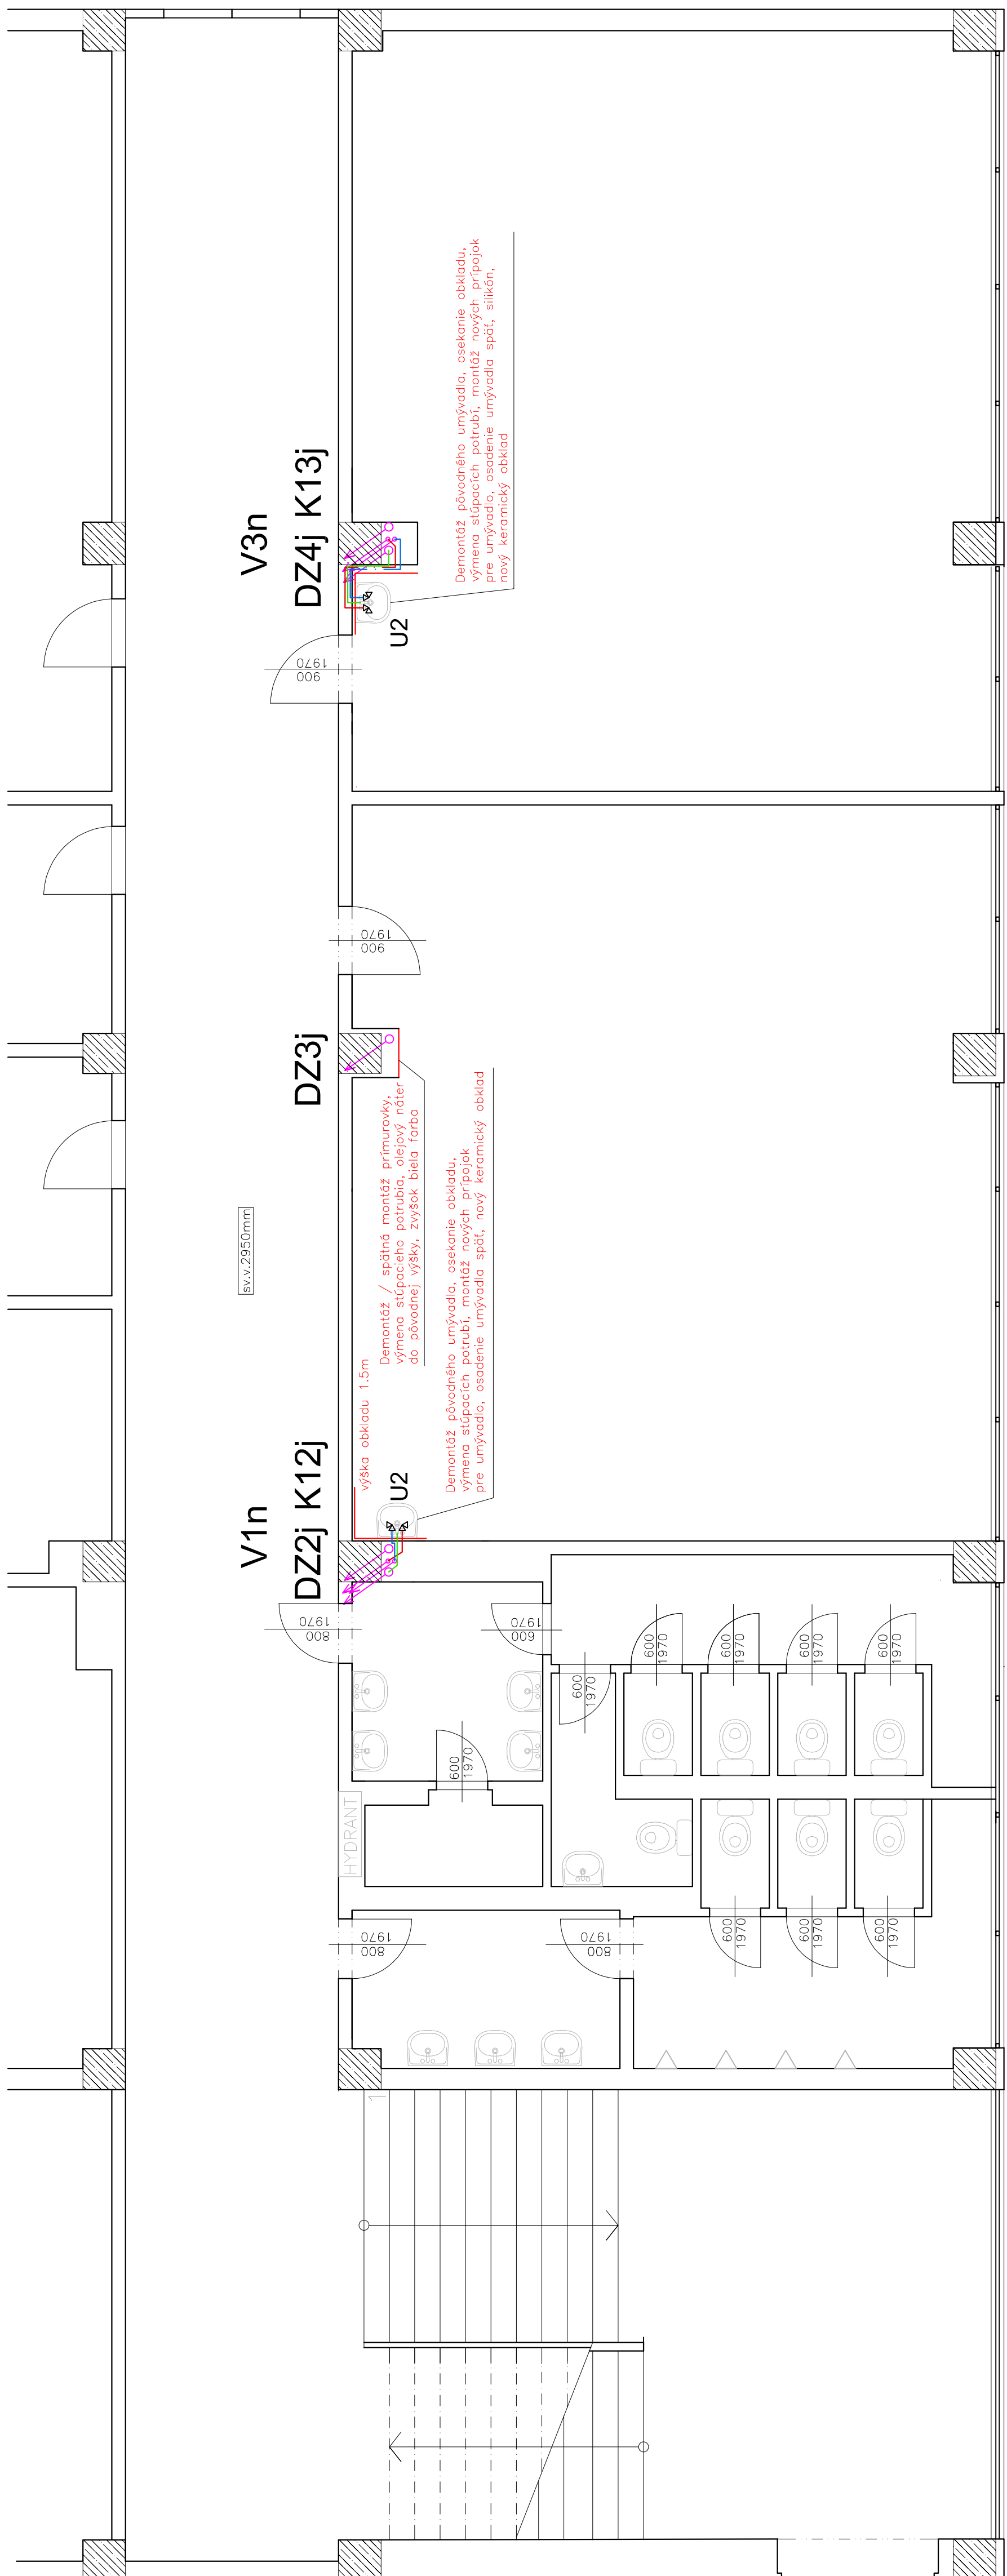 V3n
DZ4j K13j
U2
900
1970
Demontáž pôvodného umývadla, osekanie obkladu,
výmena stúpacích potrubí, montáž nových prípojok
pre umývadlo, osadenie umývadla späť, silikón,
nový keramický obklad
900
1970
DZ3j
Demontáž / spätná montáž prímurovky,
výmena stúpacieho potrubia, olejový náter
do pôvodnej výšky, zvyšok biela farba
sv.v.2950mm
výška obkladu 1.5m
Demontáž pôvodného umývadla, osekanie obkladu,
výmena stúpacích potrubí, montáž nových prípojok
pre umývadlo, osadenie umývadla späť, nový keramický obklad
V1n
DZ2j K12j
U2
800
1970
600
1970
600
1970
600
1970
600
1970
600
1970
600
1970
600
1970
HYDRANT
800
1970
800
1970
600
1970
600
1970
600
1970
1